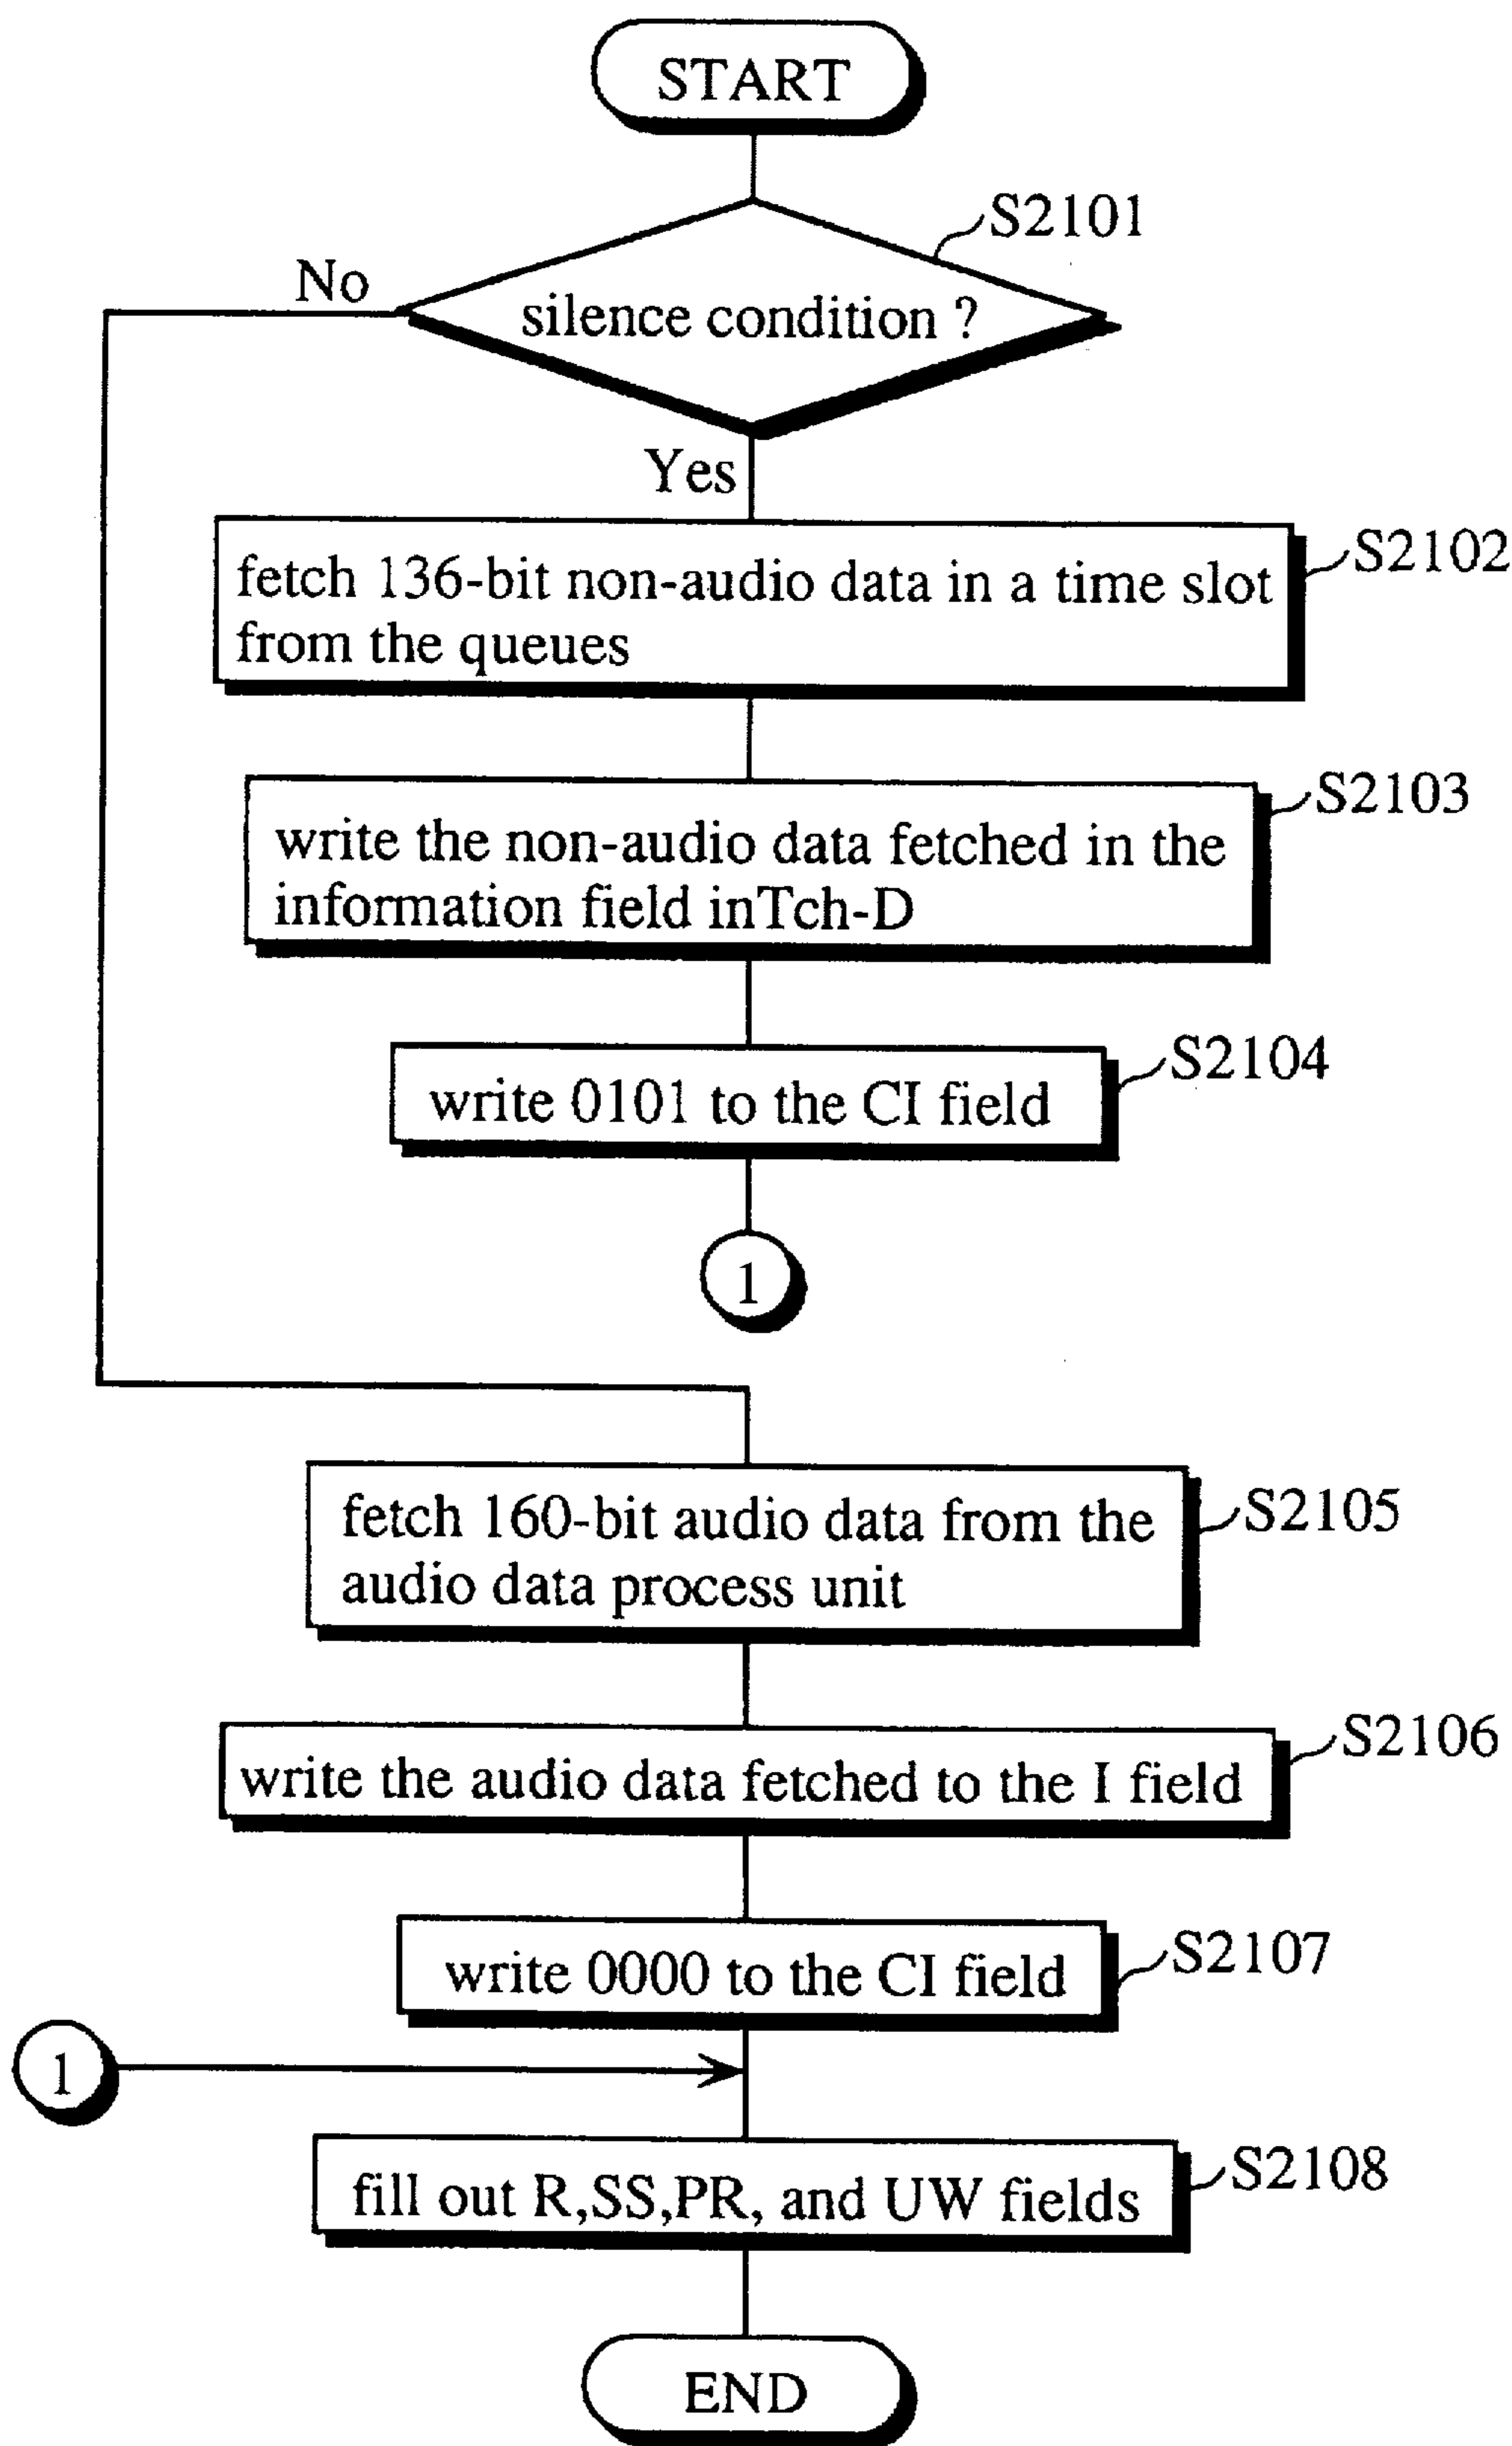 START
S2101
No
silence condition ?
Yes
S2102
fetch 136-bit non-audio data in a time slot
from the queues
S2103
write the non-audio data fetched in the
information field inTch-D
S2104
write 0101 to the CI field
1
S2105
fetch 160-bit audio data from the
audio data process unit
S2106
write the audio data fetched to the I field
S2107
write 0000 to the CI field
1
S2108
fill out R,SS,PR, and UW fields
END